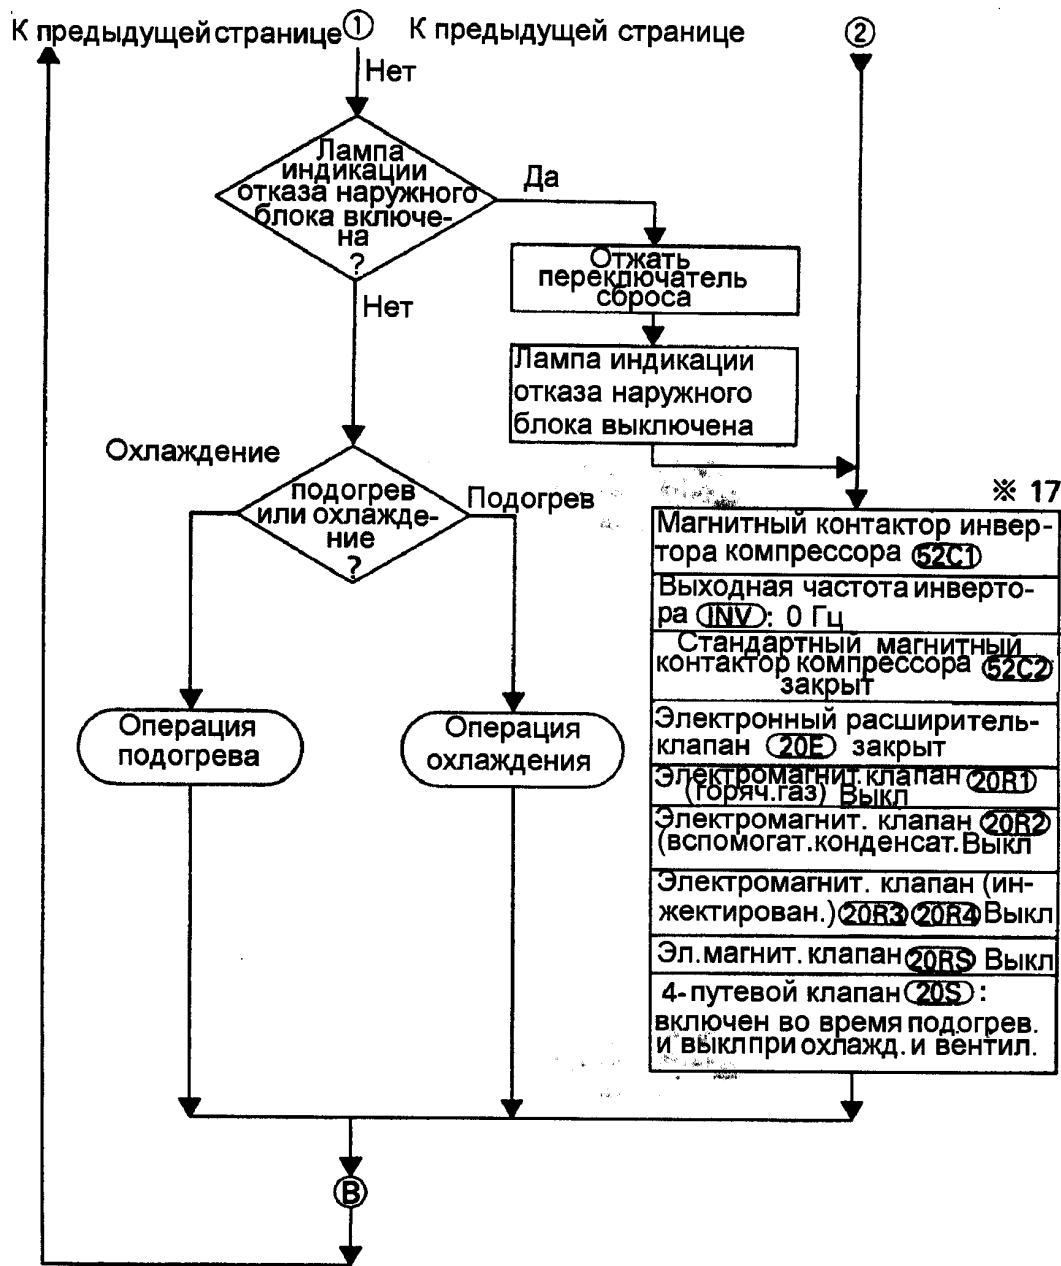 К предыдущей странице ① К предыдущей странице ②
Нет
Лампа
индикации
отказа наружного
блока включе-
на
?
Да
Отжать
переключатель
сброса
Нет
Лампа индикации
отказа наружного
блока выключена
Охлаждение
подогрев
или охлажде-
ние
?
Подогрев
※ 17
Магнитный контактор инвер-
тора компрессора 52C1
Выходная частота инверто-
ра INV: 0 Гц
Стандартный магнитный
контактор компрессора 52C2
закрыт
Электронный расширитель-
клапан 20E закрыт
Электромагнит. клапан 20R1
(горяч.газ) Выкл
Электромагнит. клапан 20R2
(вспомогат.конденсат.Выкл
Электромагнит. клапан (ин-
жектирован.) 20R3 20R4 Выкл
Эл.магнит. клапан 20RS Выкл
4-путевой клапан 20S :
включен во время подогрев.
и выкл при охлажд. и вентил.
Операция
подогрева
Операция
охлаждения
B